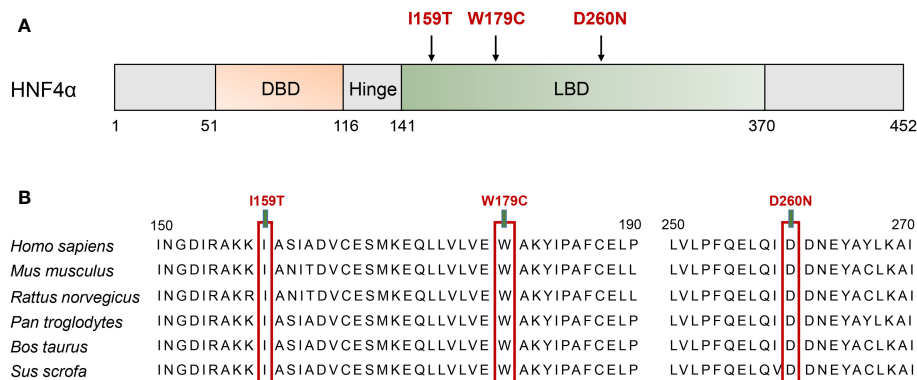 A
I159T W179C D260N
HNF4α
DBD Hinge LBD
1 51 116 141 370 452
B
I159T W179C D260N
150 190 250 270
Homo sapiens INGDIRAKKIASIADVCESMKEQLLVLVEWAKYIPAFCELP LVLPFQELQIDDNEYAYLKAI
Mus musculus INGDIRAKKIANITDVCESMKEQLLVLVEWAKYIPAFCELL LVLPFQELQIDDNEYACLKAI
Rattus norvegicus INGDIRAKRIANITDVCESMKEQLLVLVEWAKYIPAFCELL LVLPFQELQIDDNEYACLKAI
Pan troglodytes INGDIRAKKIASIADVCESMKEQLLVLVEWAKYIPAFCELP LVLPFQELQIDDNEYAYLKAI
Bos taurus INGDIRAKKIASIADVCESMKEQLLVLVEWAKYIPAFCELP LVLPFQELQIDDNEYACLKAI
Sus scrofa INGDIRAKKIASIADVCESMKEQLLVLVEWAKYIPAFCELP LVLPFQELQVDDNEYACLKAI